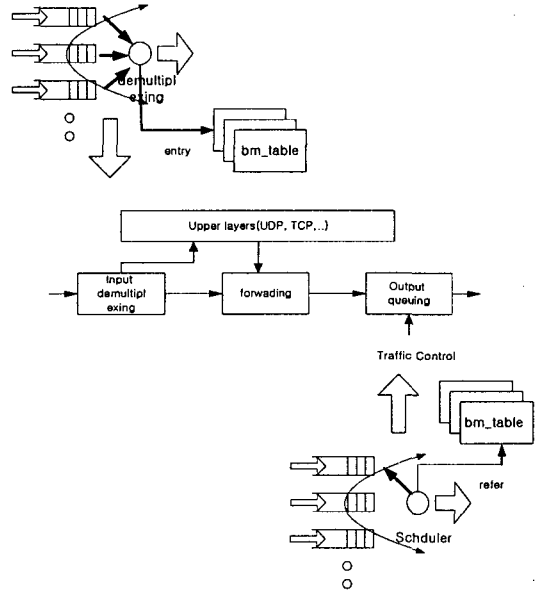 demultipl
exing
entry
bm_table
Upper layers(UDP, TCP,..)
Input
demultipl
exing
forwading
Output
queuing
Traffic Control
bm_table
refer
Schduler